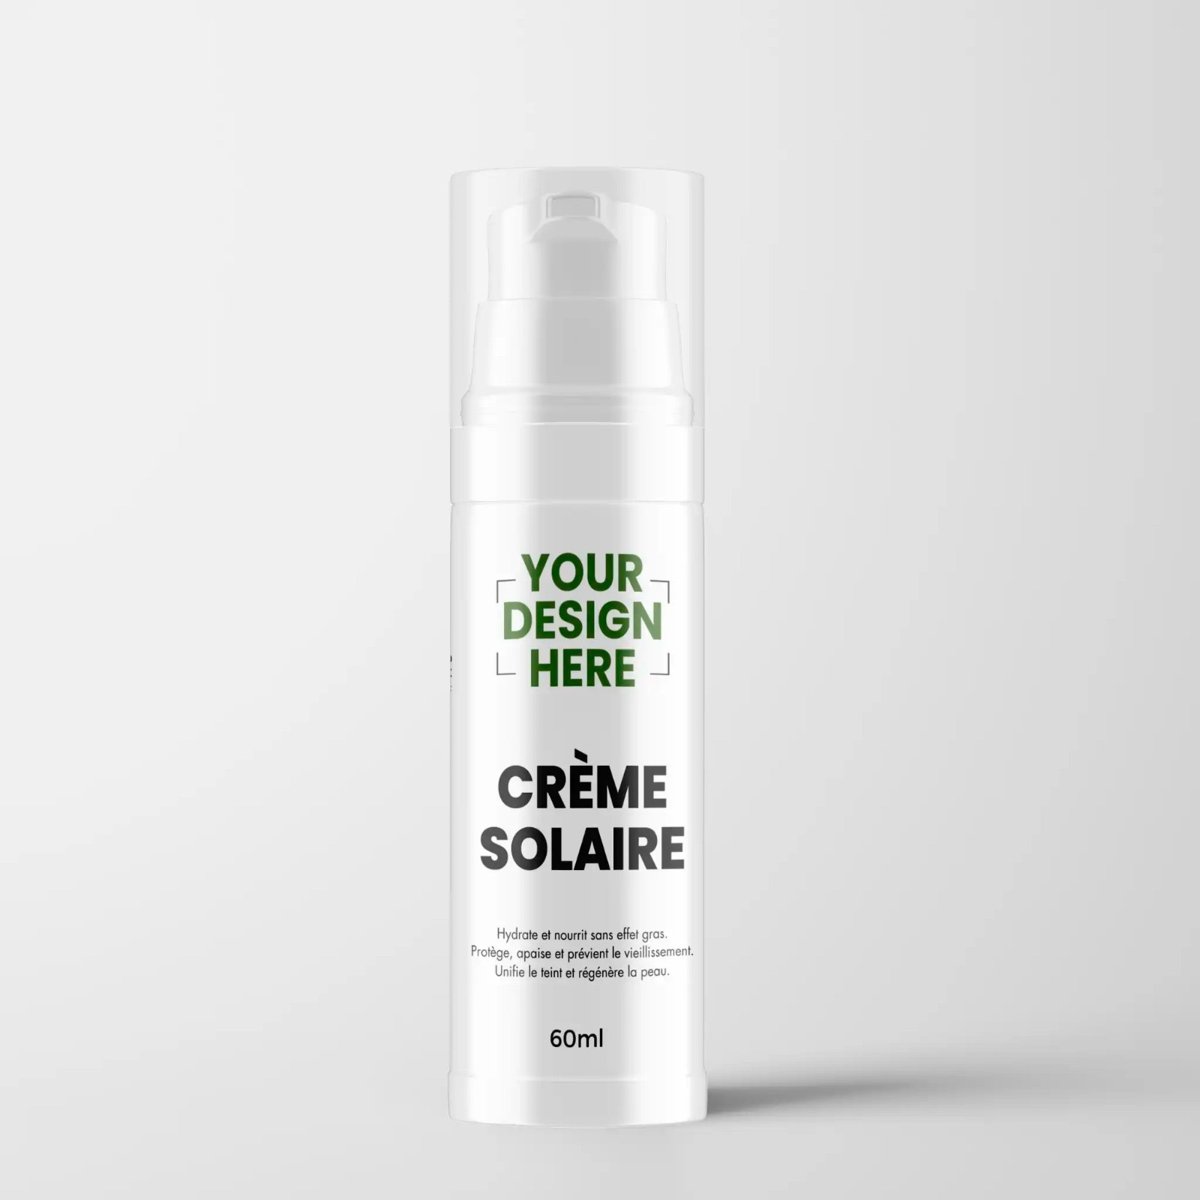 YOUR
DESIGN
HERE
CRÈME
SOLAIRE
Hydrate et nourrit sans effet gras.
Protège, apaise et prévient le vieillissement.
Unifie le teint et régénère la peau.
60ml